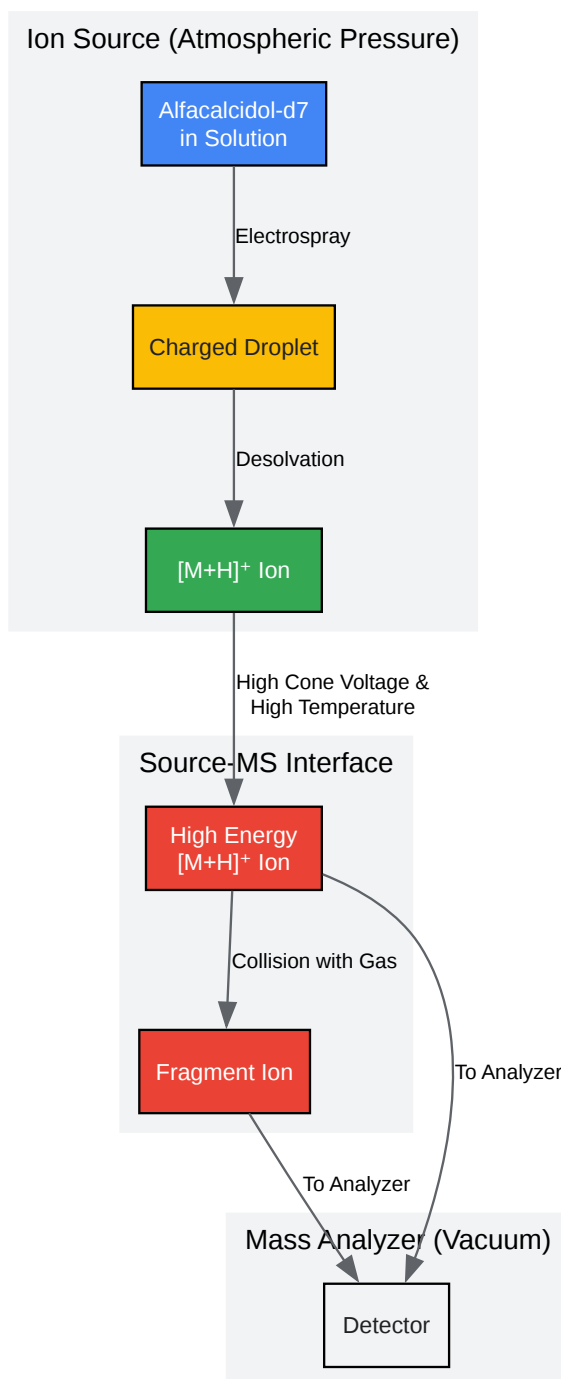 Ion Source (Atmospheric Pressure)
Alfacalcidol-d7
in Solution
Electrospray
Charged Droplet
Desolvation
[M+H]⁺ Ion
High Cone Voltage &
High Temperature
Source-MS Interface
High Energy
[M+H]⁺ Ion
Collision with Gas
Fragment Ion
To Analyzer
To Analyzer
Mass Analyzer (Vacuum)
Detector